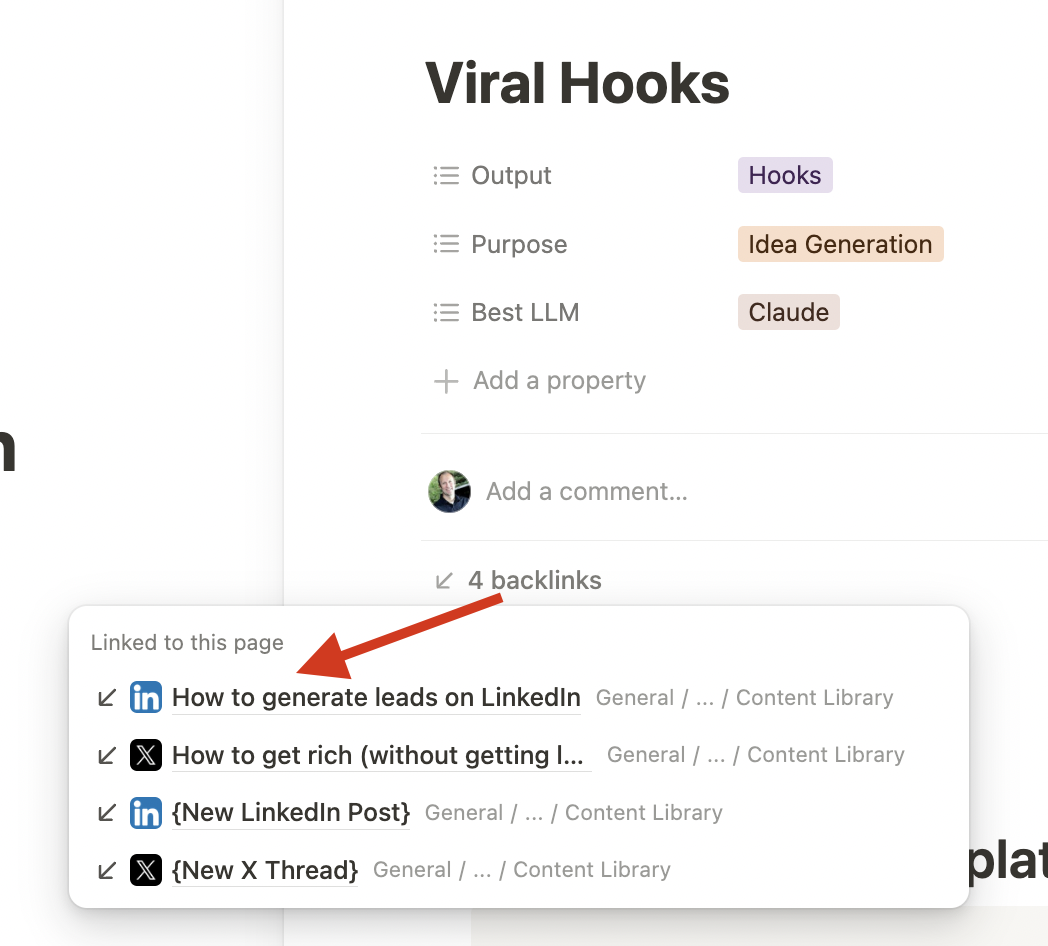 Viral Hooks
Output Hooks
Purpose Idea Generation
Best LLM Claude
Add a property
Add a comment...
4 backlinks
Linked to this page
in How to generate leads on LinkedIn General / ... / Content Library
X How to get rich (without getting l... General / ... / Content Library
in {New LinkedIn Post} General / ... / Content Library
X {New X Thread} General / ... / Content Library